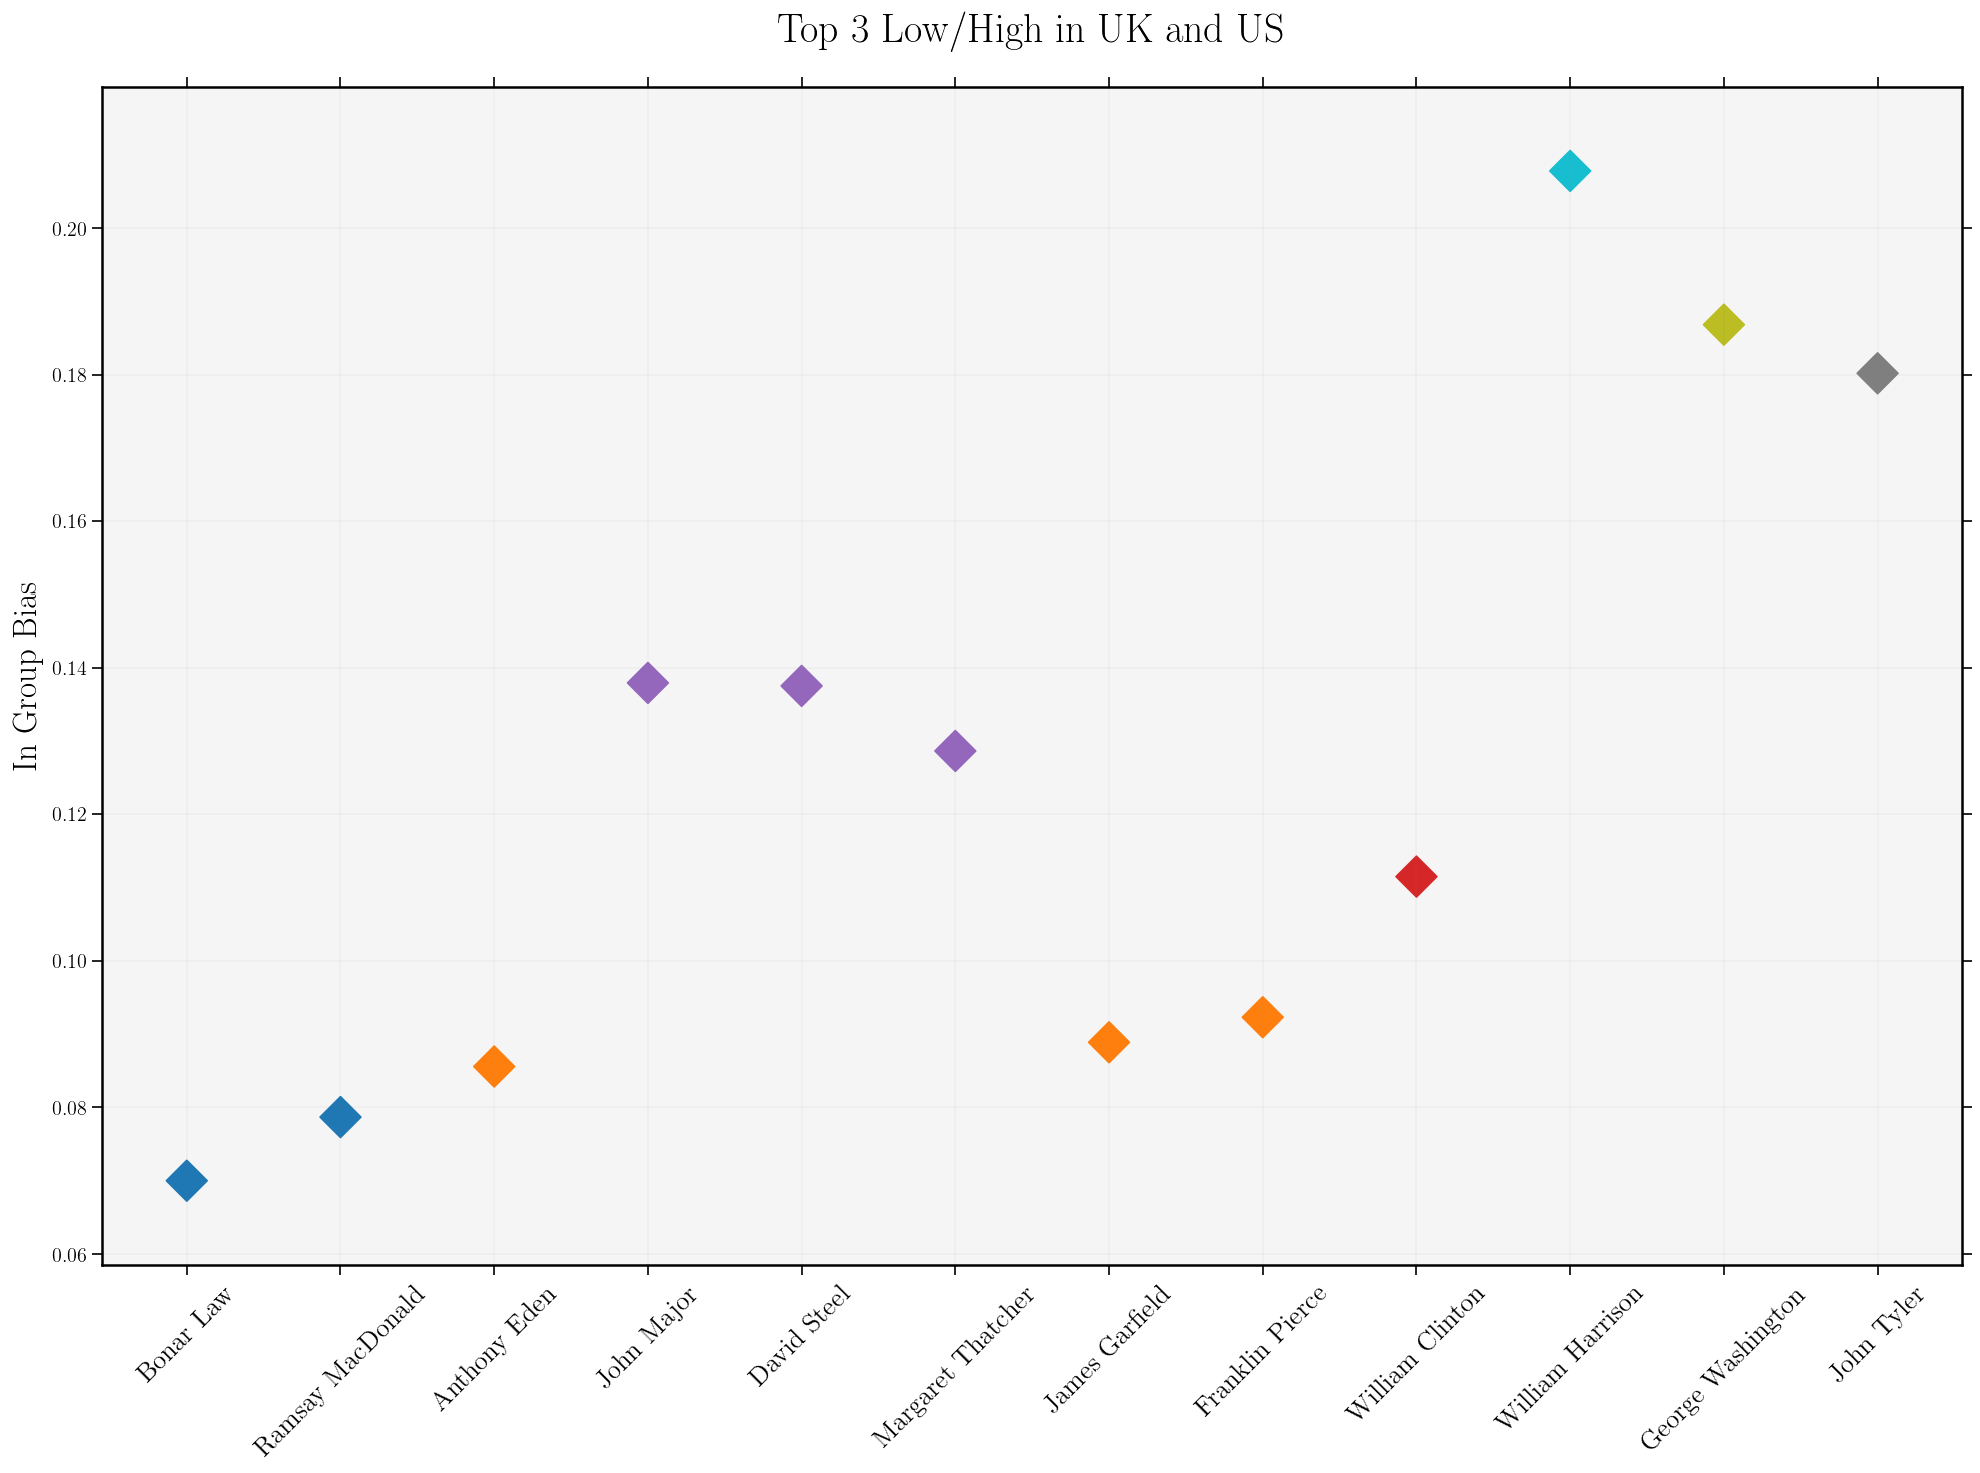 Top 3 Low/High in UK and US
In Group Bias
0.20
0.18
0.16
0.14
0.12
0.10
0.08
0.06
Bonar Law
Ramsay MacDonald
Anthony Eden
John Major
David Steel
Margaret Thatcher
James Garfield
Franklin Pierce
William Clinton
William Harrison
George Washington
John Tyler